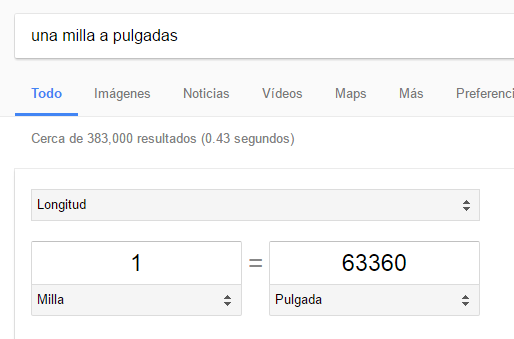 una milla a pulgadas
Todo Imágenes Noticias Vídeos Maps Más Preferenci
Cerca de 383,000 resultados (0.43 segundos)
Longitud
1 = 63360
Milla Pulgada